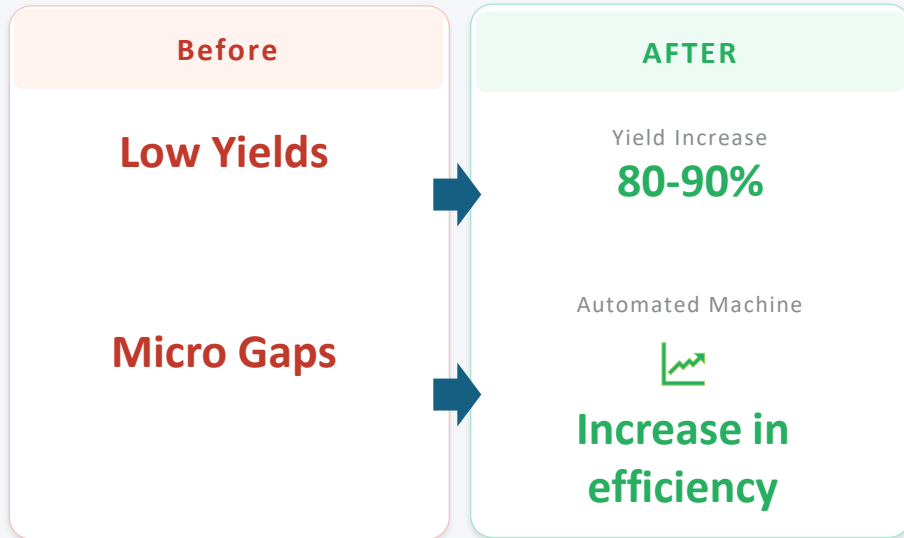 Before
Low Yields
Micro Gaps
AFTER
Yield Increase
80-90%
Automated Machine
Increase in
efficiency